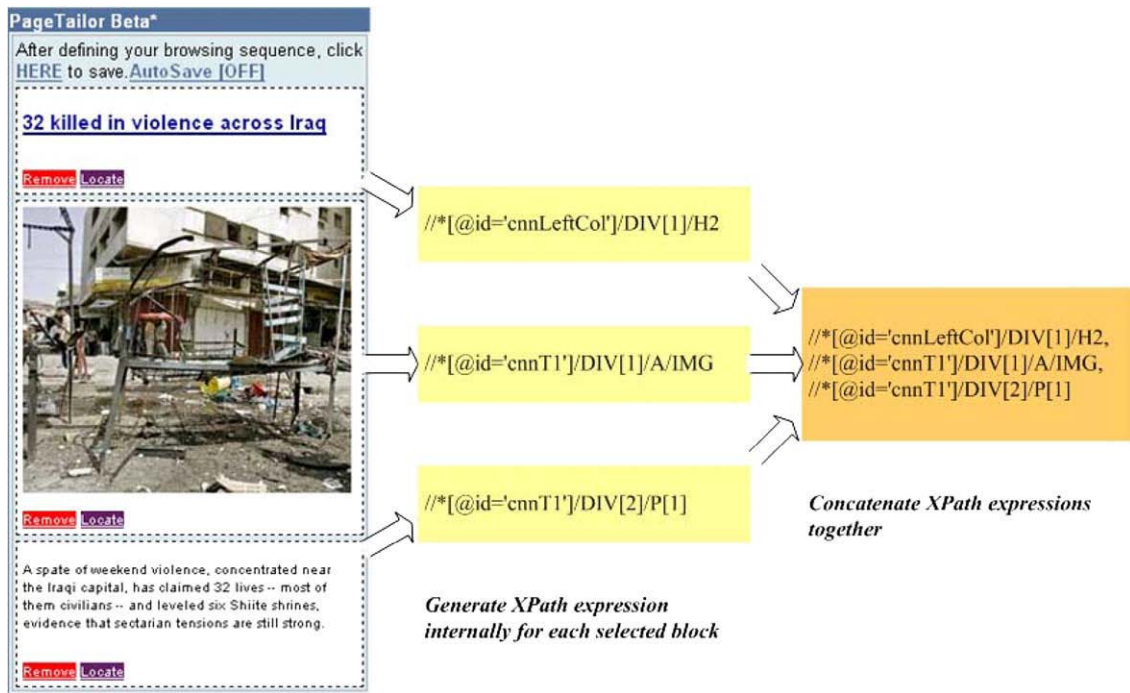 PageTailor Beta*
After defining your browsing sequence, click
HERE to save.AutoSave [OFF]
32 killed in violence across Iraq
Remove Locate
Remove Locate
A spate of weekend violence, concentrated near
the Iraqi capital, has claimed 32 lives -- most of
them civilians -- and leveled six Shiite shrines,
evidence that sectarian tensions are still strong.
Remove Locate
//*[@id='cnnLeftCol']/DIV[1]/H2
//*[@id='cnnT1']/DIV[1]/A/IMG
//*[@id='cnnT1']/DIV[2]/P[1]
Generate XPath expression
internally for each selected block
//*[@id='cnnLeftCol']/DIV[1]/H2,
//*[@id='cnnT1']/DIV[1]/A/IMG,
//*[@id='cnnT1']/DIV[2]/P[1]
Concatenate XPath expressions
together